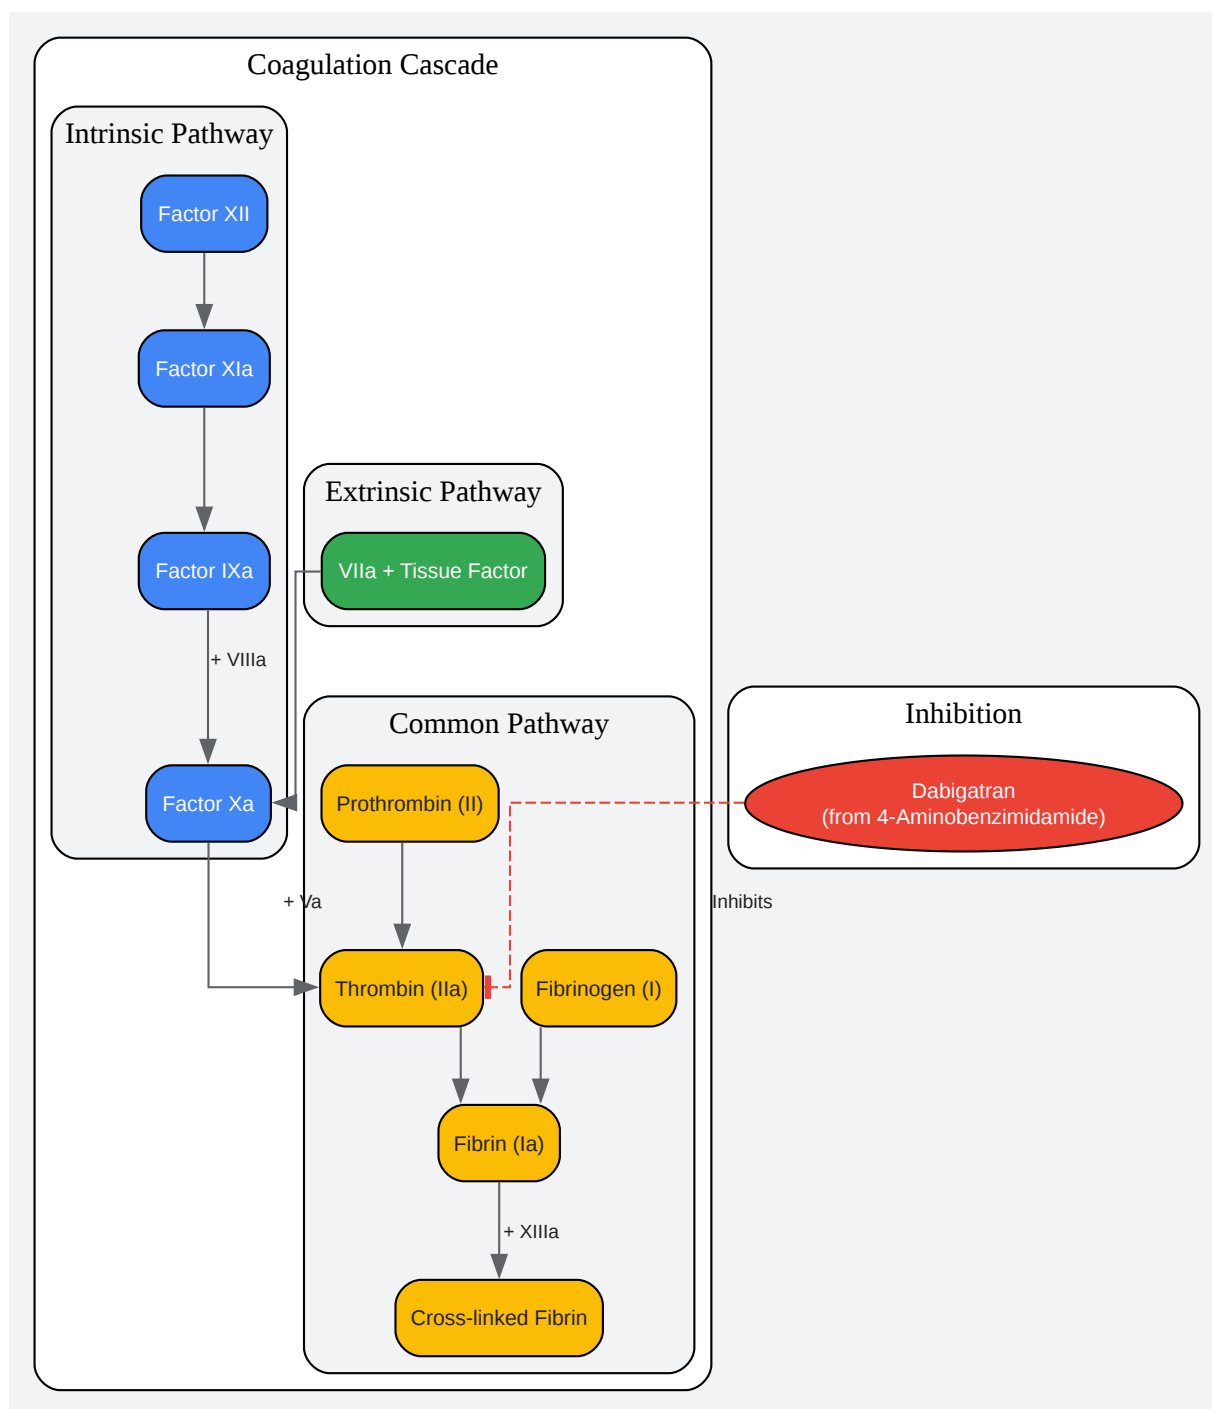 Coagulation Cascade
Intrinsic Pathway
Factor XII
Factor XIa
Extrinsic Pathway
Factor IXa
VIIa + Tissue Factor
+ VIIIa
Common Pathway
Inhibition
Factor Xa
Prothrombin (II)
Dabigatran
(from 4-Aminobenzimidamide)
+ Va
Inhibits
Thrombin (IIa)
Fibrinogen (I)
Fibrin (Ia)
+ XIIIa
Cross-linked Fibrin